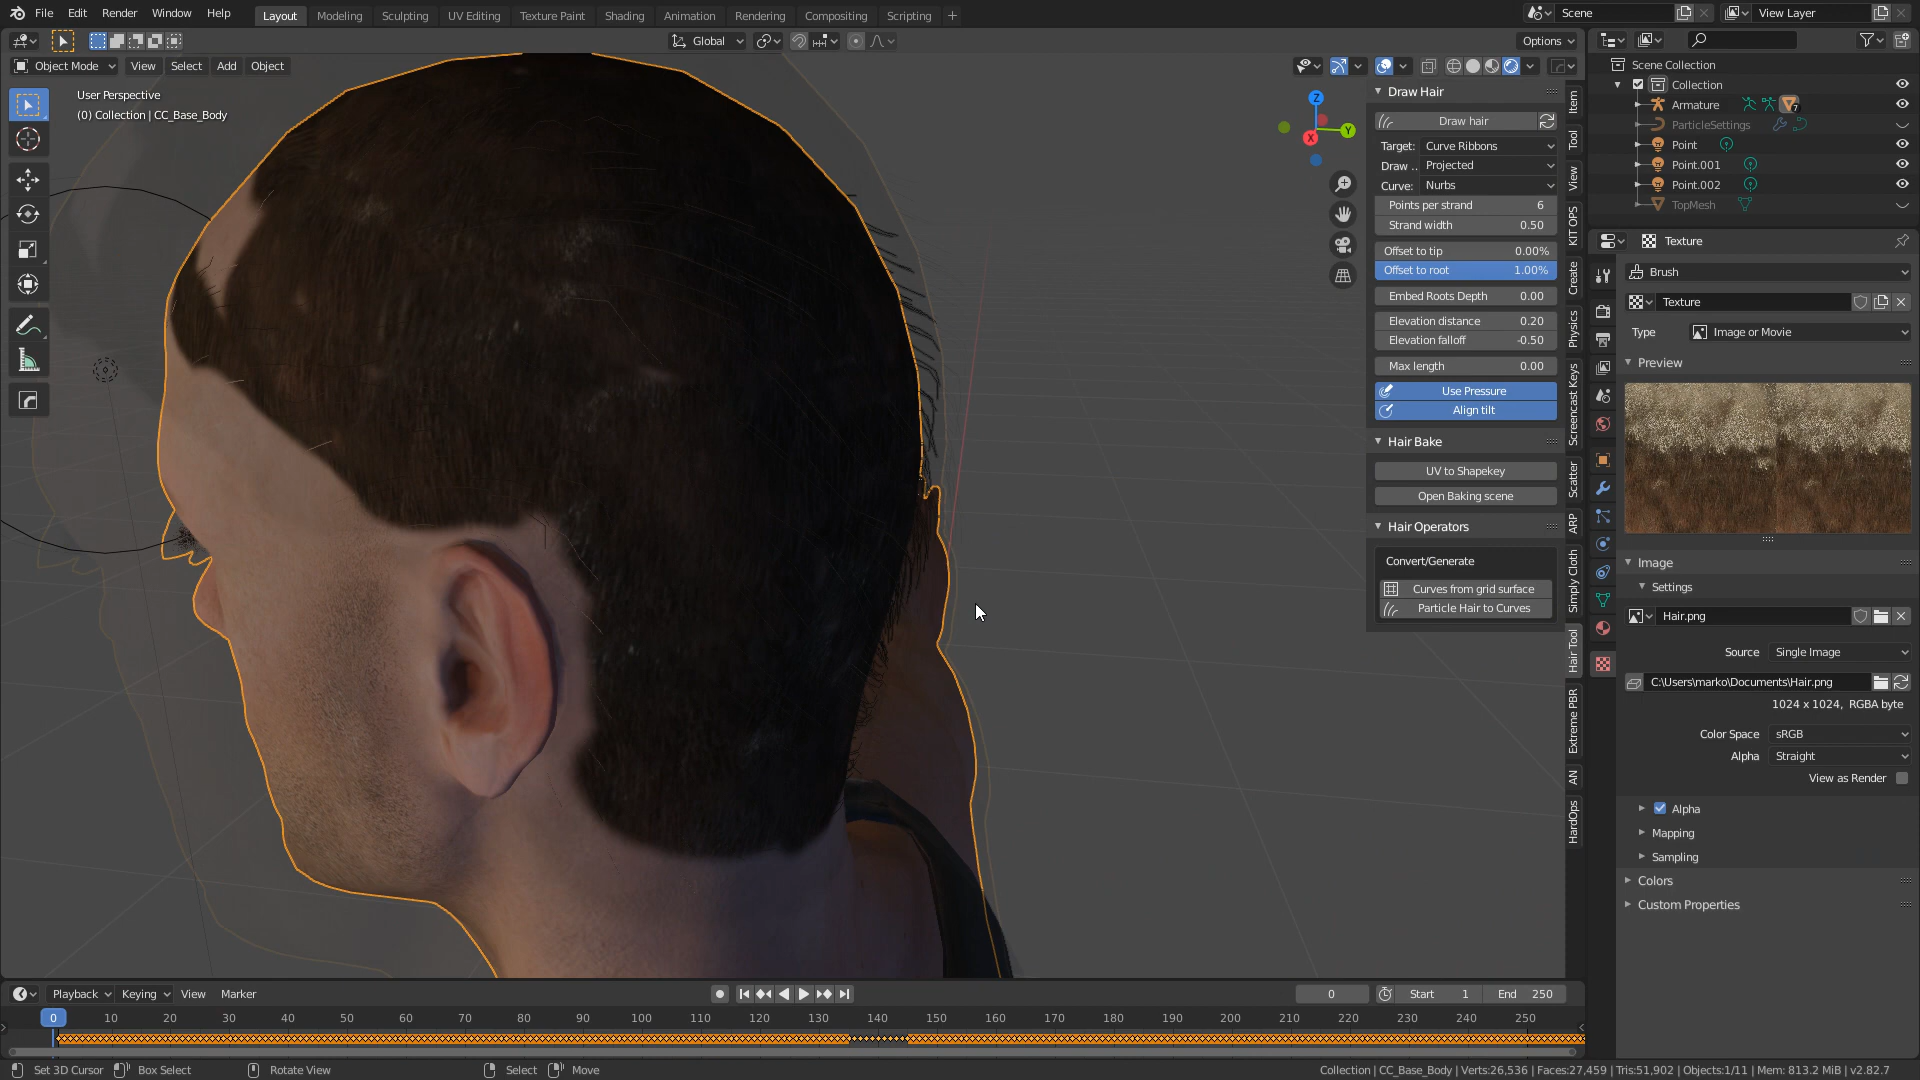 File Edit Render Window Help Layout Modeling Sculpting UV Editing Texture Paint Shading Animation Rendering Compositing Scripting + Scene View Layer
Global Options
Object Mode View Select Add Object
User Perspective
(0) Collection | CC_Base_Body
Z
Y
X
Draw Hair
Draw hair
Target: Curve Ribbons
Draw .. Projected
Curve: Nurbs
Points per strand 6
Strand width 0.50
Offset to tip 0.00%
Offset to root 1.00%
Embed Roots Depth 0.00
Elevation distance 0.20
Elevation falloff -0.50
Max length 0.00
Use Pressure
Align tilt
Hair Bake
UV to Shapekey
Open Baking scene
Hair Operators
Convert/Generate
Curves from grid surface
Particle Hair to Curves
Item
Tool
View
KIT OPS
Create
Physics
Screencast Keys
Scatter
ARP
Simply Cloth
Hair Tool
Extreme PBR
AN
HardOps
Scene Collection
Collection
Armature 7
ParticleSettings
Point
Point.001
Point.002
TopMesh
Texture
Brush
Texture
Type Image or Movie
Preview
Image
Settings
Hair.png
Source Single Image
C:\Users\marko\Documents\Hair.png
1024 x 1024, RGBA byte
Color Space sRGB
Alpha Straight
View as Render
Alpha
Mapping
Sampling
Colors
Custom Properties
Playback Keying View Marker 0 Start 1 End 250
0 10 20 30 40 50 60 70 80 90 100 110 120 130 140 150 160 170 180 190 200 210 220 230 240 250
Set 3D Cursor Box Select Rotate View Select Move Collection | CC_Base_Body | Verts:26,536 | Faces:27,459 | Tris:51,902 | Objects:1/11 | Mem: 813.2 MiB | v2.82.7